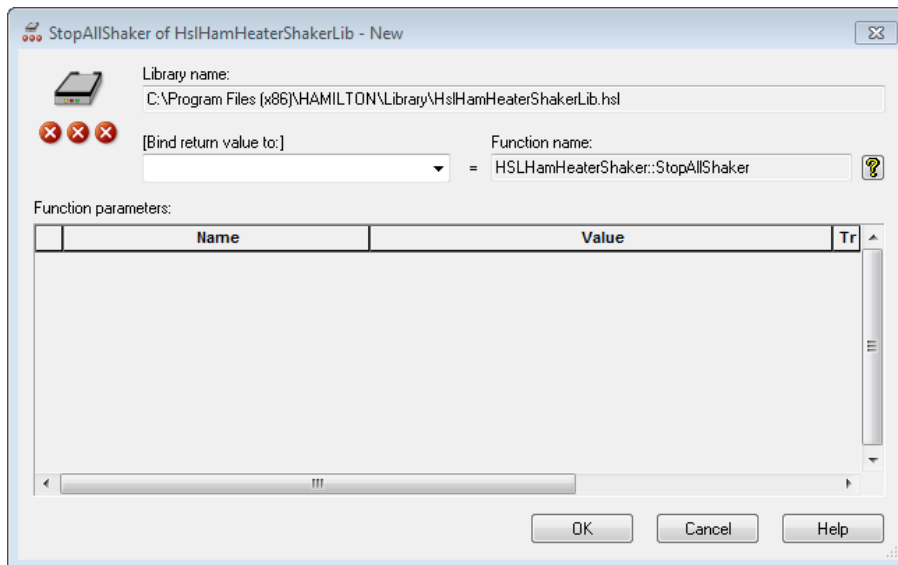 StopAllShaker of HslHamHeaterShakerLib - New
Library name:
C:\Program Files (x86)\HAMILTON\Library\HslHamHeaterShakerLib.hsl
[Bind return value to:]
Function name:
= HSLHamHeaterShaker::StopAllShaker
Function parameters:
Name Value Tr
OK Cancel Help